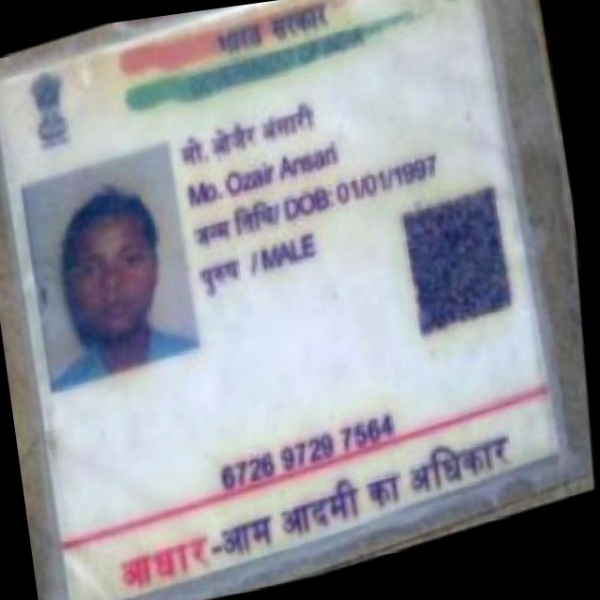 भारत सरकार
GOVERNMENT OF INDIA
मो. ओजैर अंसारी
Mo. Ozair Ansari
जन्म तिथि/ DOB: 01/01/1997
पुरुष / MALE
6726 9729 7564
आधार-आम आदमी का अधिकार